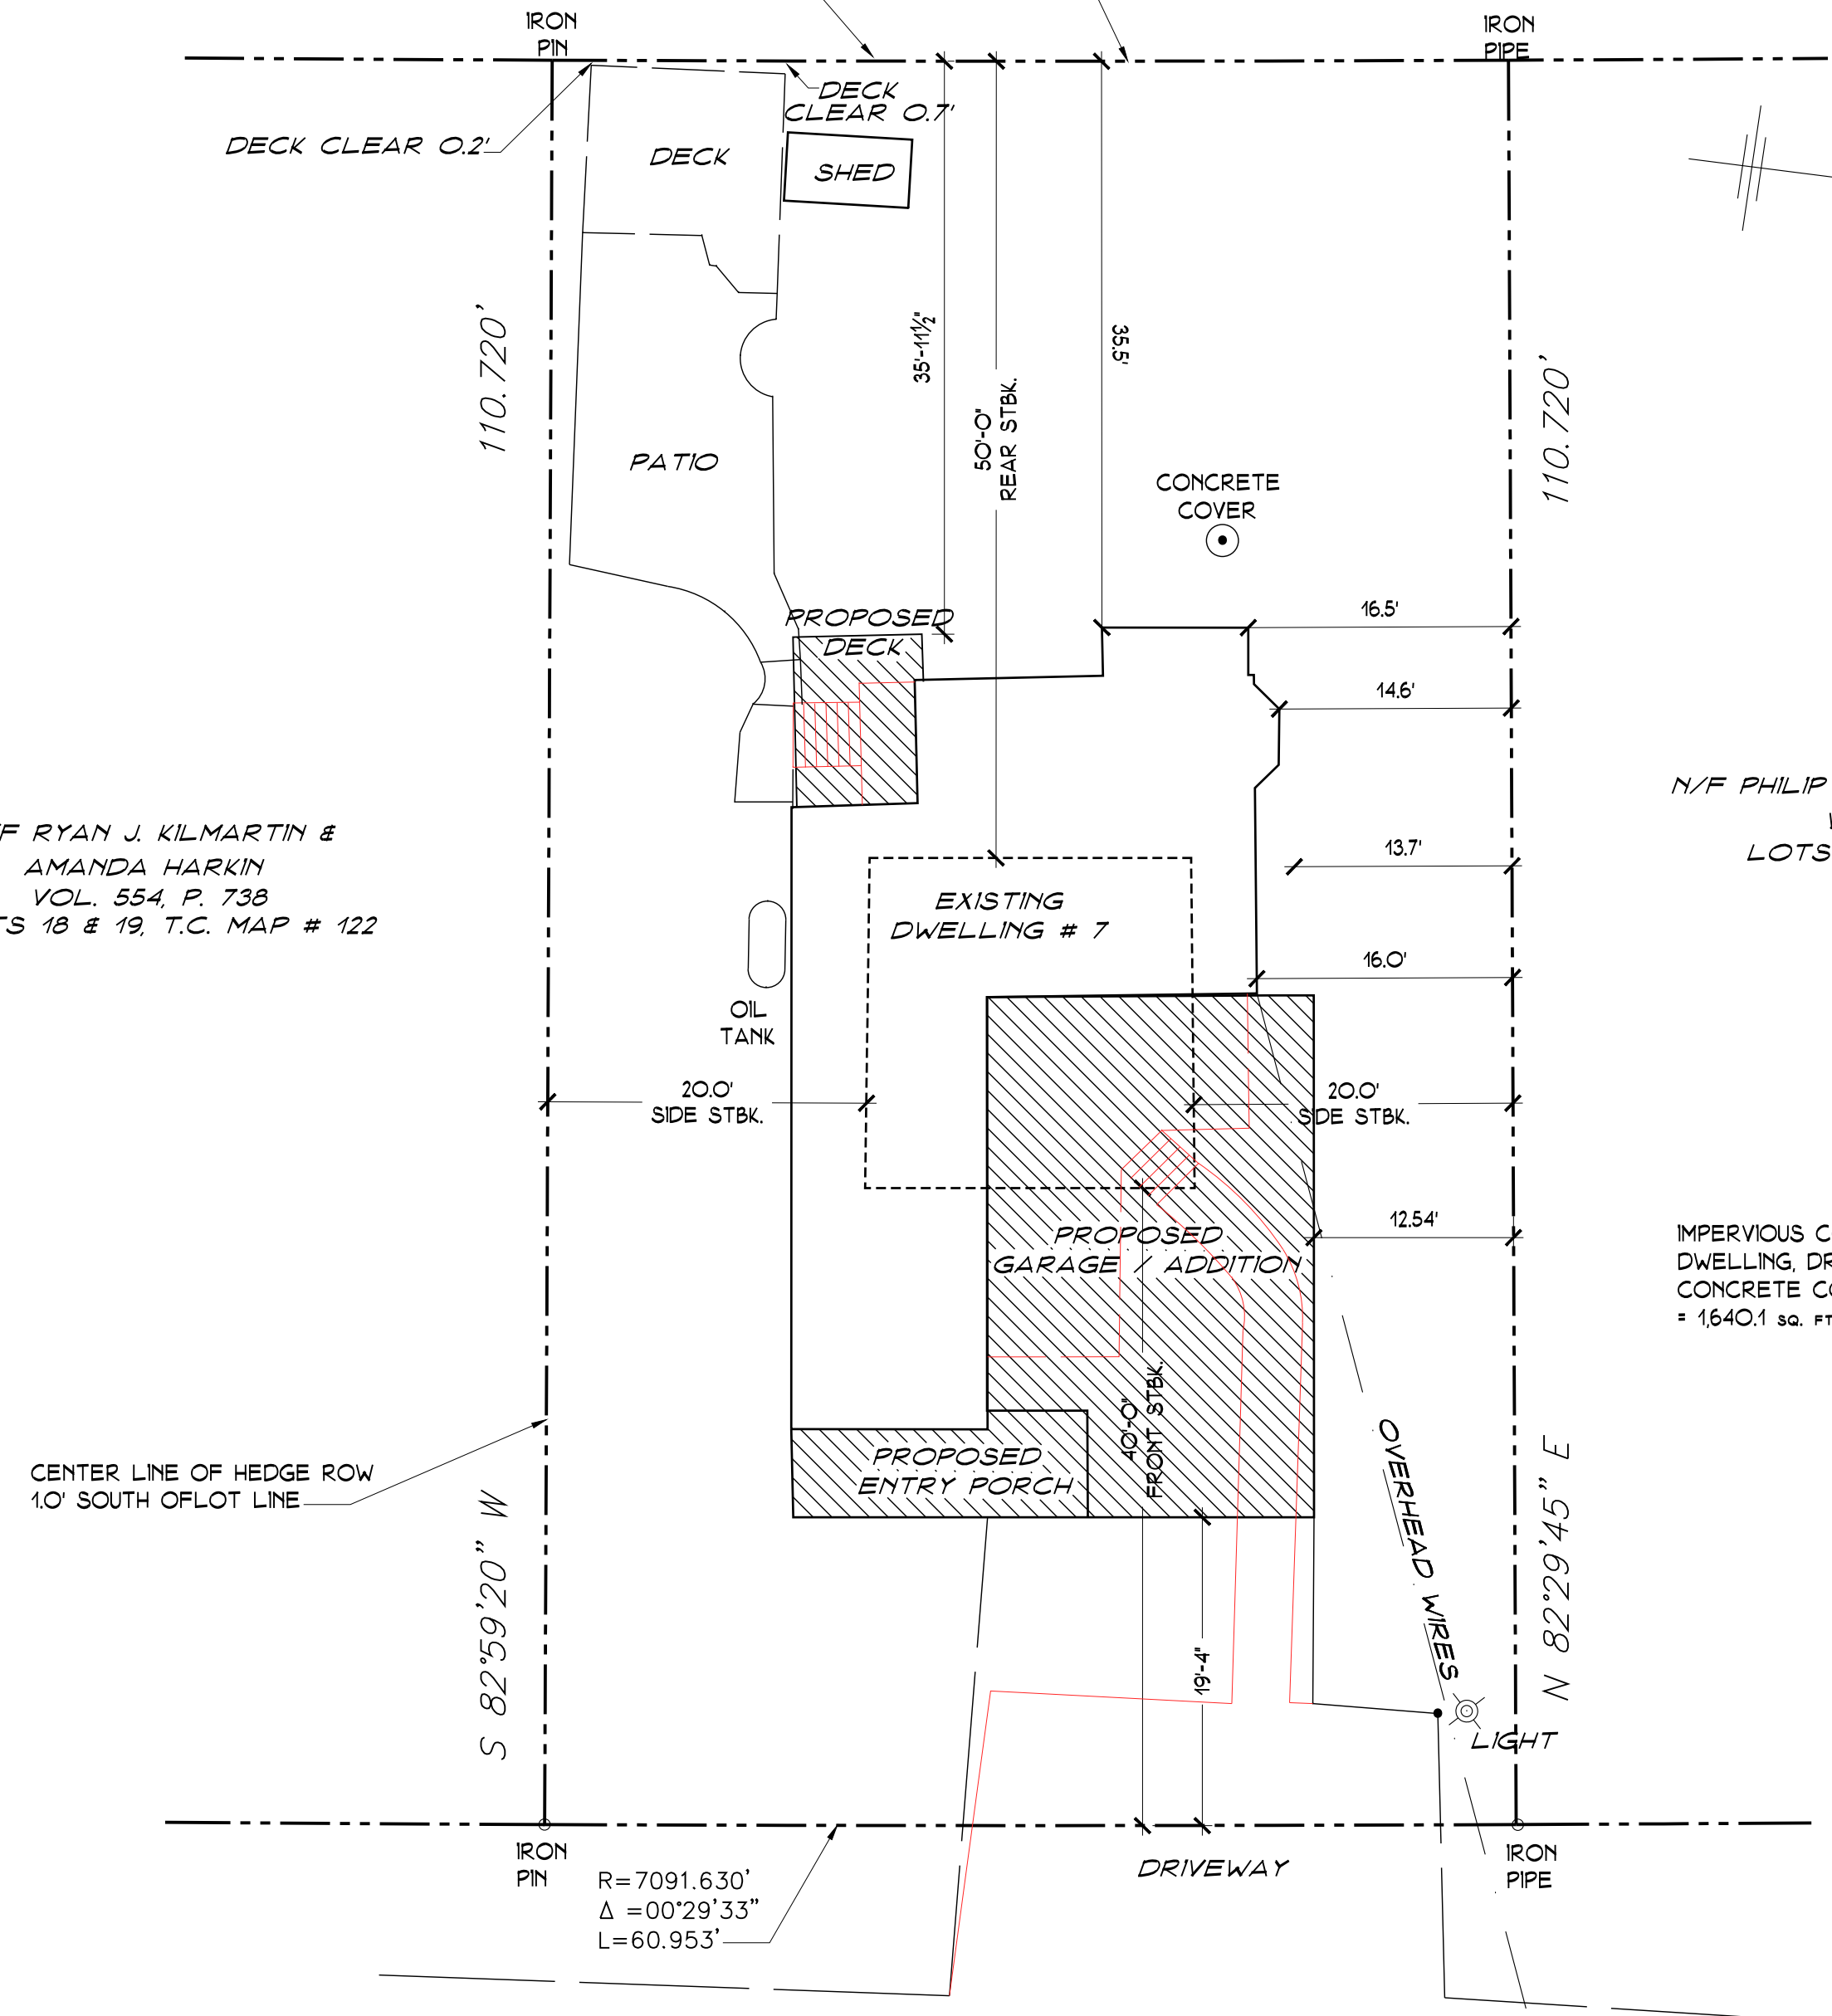 IRON
PIN
IRON
PIPE
DECK
CLEAR 0.7'
DECK CLEAR 0.2'
DECK
SHED
110.720'
35'-11½"
50'-0"
REAR STBK.
35.5'
110.720'
PATIO
CONCRETE
COVER
16.5'
PROPOSED
DECK
14.6'
N/F PHILIP
LOTS
F RYAN J. KILMARTIN &
AMANDA HARKIN
VOL. 554, P. 738
TS 18 & 19, T.C. MAP # 122
13.7'
EXISTING
DWELLING # 7
16.0'
OIL
TANK
20.0'
SIDE STBK.
20.0'
SIDE STBK.
12.54'
PROPOSED
GARAGE / ADDITION
IMPERVIOUS C
DWELLING, DR
CONCRETE CO
= 1,640.1 SQ. FT
40'-0"
FRONT STBK.
PROPOSED
ENTRY PORCH
CENTER LINE OF HEDGE ROW
1.0' SOUTH OFLOT LINE
OVERHEAD WIRES
S 82°59'20" W
N 82°29'45" E
19'-4"
LIGHT
IRON
PIN
IRON
PIPE
DRIVEWAY
R=7091.630'
Δ =00°29'33"
L=60.953'